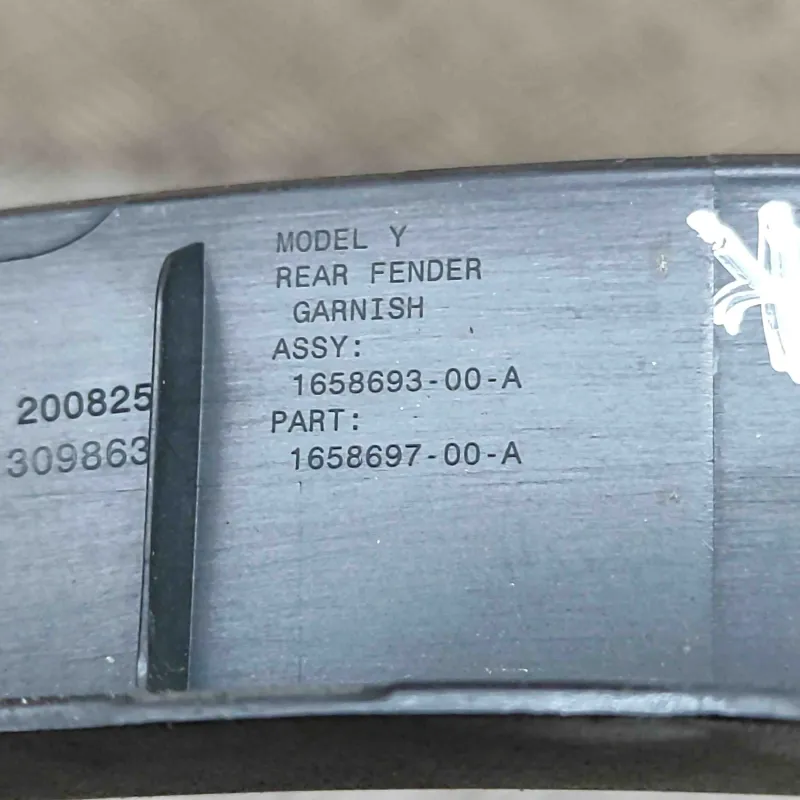 MODEL Y
REAR FENDER
GARNISH
ASSY:
1658693-00-A
PART:
1658697-00-A
200825
309863